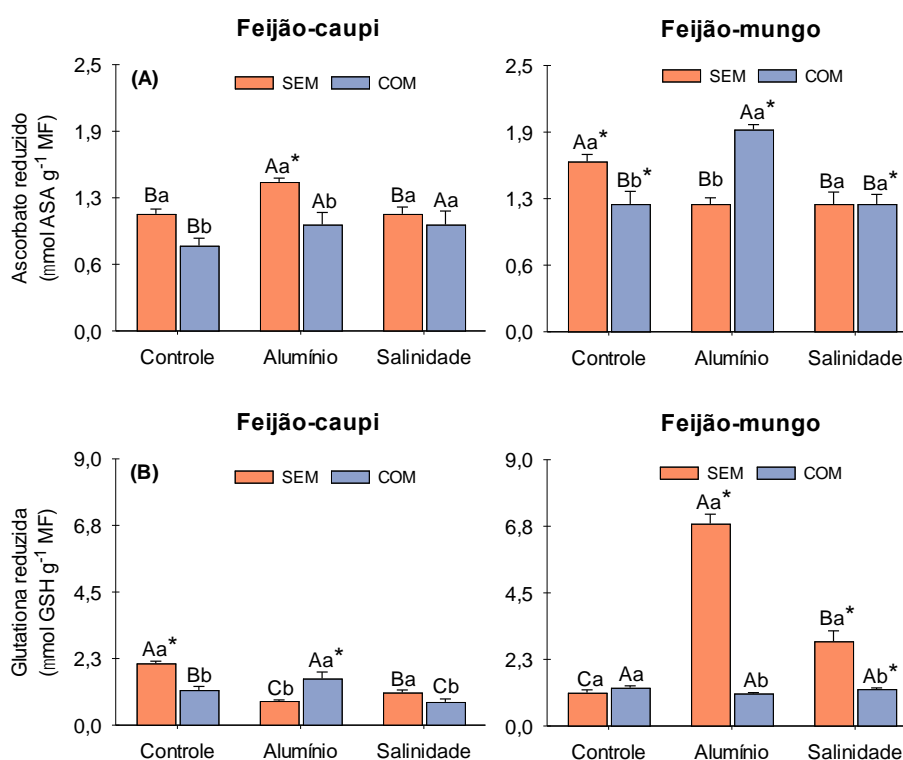 Feijão-caupi
(A)
SEM COM
Ascorbato reduzido
(mmol ASA g-1 MF)
2,5
1,9
1,3
0,6
0,0
Ba Bb Aa* Ab Ba Aa
Controle Alumínio Salinidade
Feijão-mungo
SEM COM
2,5
1,9
1,3
0,6
0,0
Aa* Bb* Bb Aa* Ba Ba*
Controle Alumínio Salinidade
Feijão-caupi
(B)
SEM COM
Glutationa reduzida
(mmol GSH g-1 MF)
9,0
6,8
4,5
2,3
0,0
Aa* Bb Cb Aa* Ba Cb
Controle Alumínio Salinidade
Feijão-mungo
SEM COM
9,0
6,8
4,5
2,3
0,0
Ca Aa Aa* Ab Ba* Ab*
Controle Alumínio Salinidade